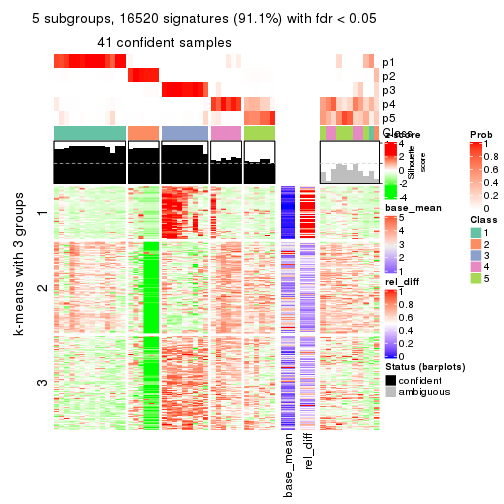 5 subgroups, 16520 signatures (91.1%) with fdr < 0.05
41 confident samples
p1
p2
p3
p4
p5
Class
k-means with 3 groups
1
2
3
base_mean
rel_diff
z-score
4
2
0
-2
-4
Silhouette
score
base_mean
5
4
3
2
1
rel_diff
1
0.8
0.6
0.4
0.2
0
Status (barplots)
confident
ambiguous
Prob
1
0.8
0.6
0.4
0.2
0
Class
1
2
3
4
5